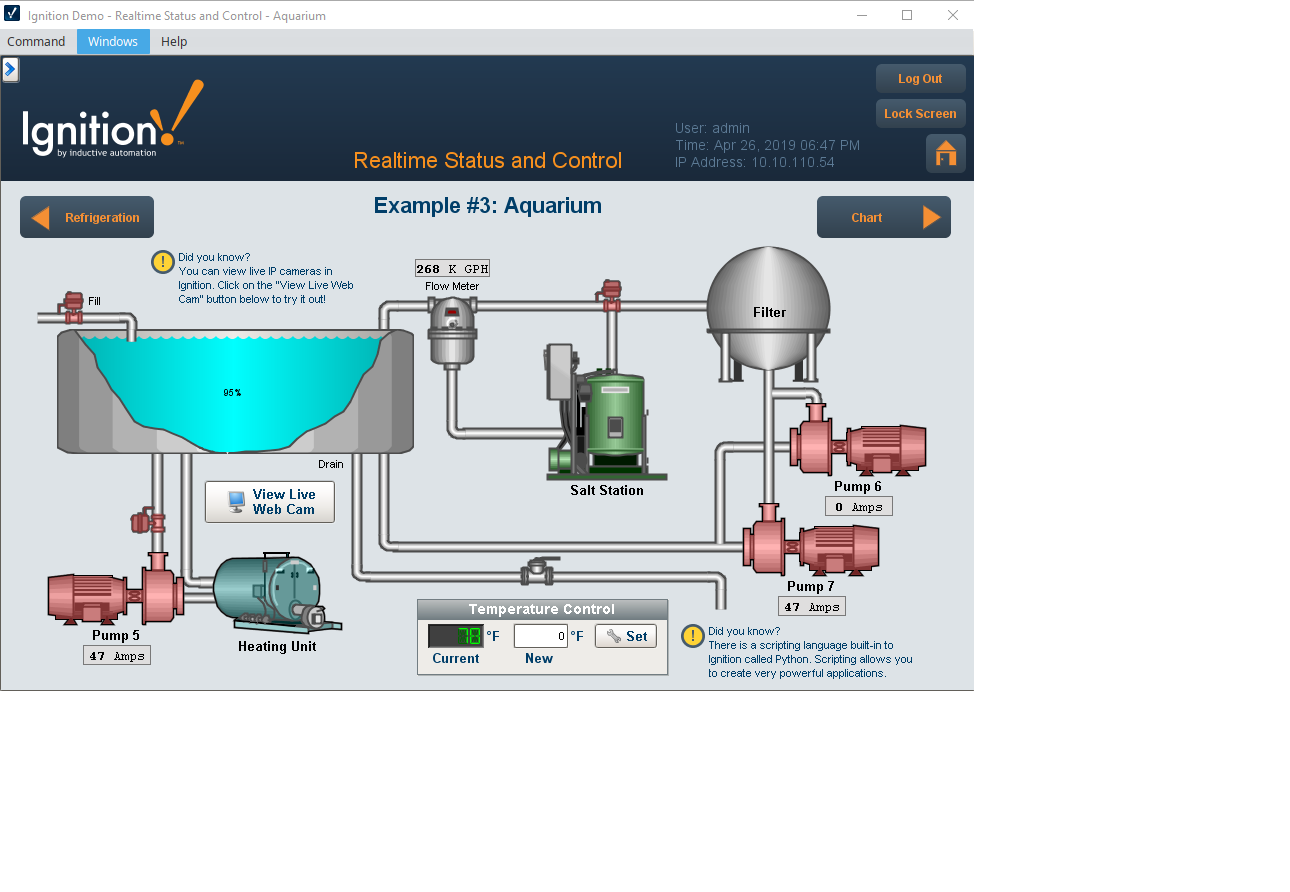 Ignition Demo - Realtime Status and Control - Aquarium
Command Windows Help
Log Out
Lock Screen
Ignition!
by inductive automation
™
Realtime Status and Control
User: admin
Time: Apr 26, 2019 06:47 PM
IP Address: 10.10.110.54
Refrigeration
Example #3: Aquarium
Chart
Did you know?
You can view live IP cameras in
Ignition. Click on the "View Live Web
Cam" button below to try it out!
268 K GPH
Flow Meter
Fill
Filter
95%
Drain
View Live
Web Cam
Salt Station
Pump 6
0 Amps
Pump 7
47 Amps
Pump 5
47 Amps
Heating Unit
Temperature Control
78 °F 0 °F Set
Current New
Did you know?
There is a scripting language built-in to
Ignition called Python. Scripting allows you
to create very powerful applications.